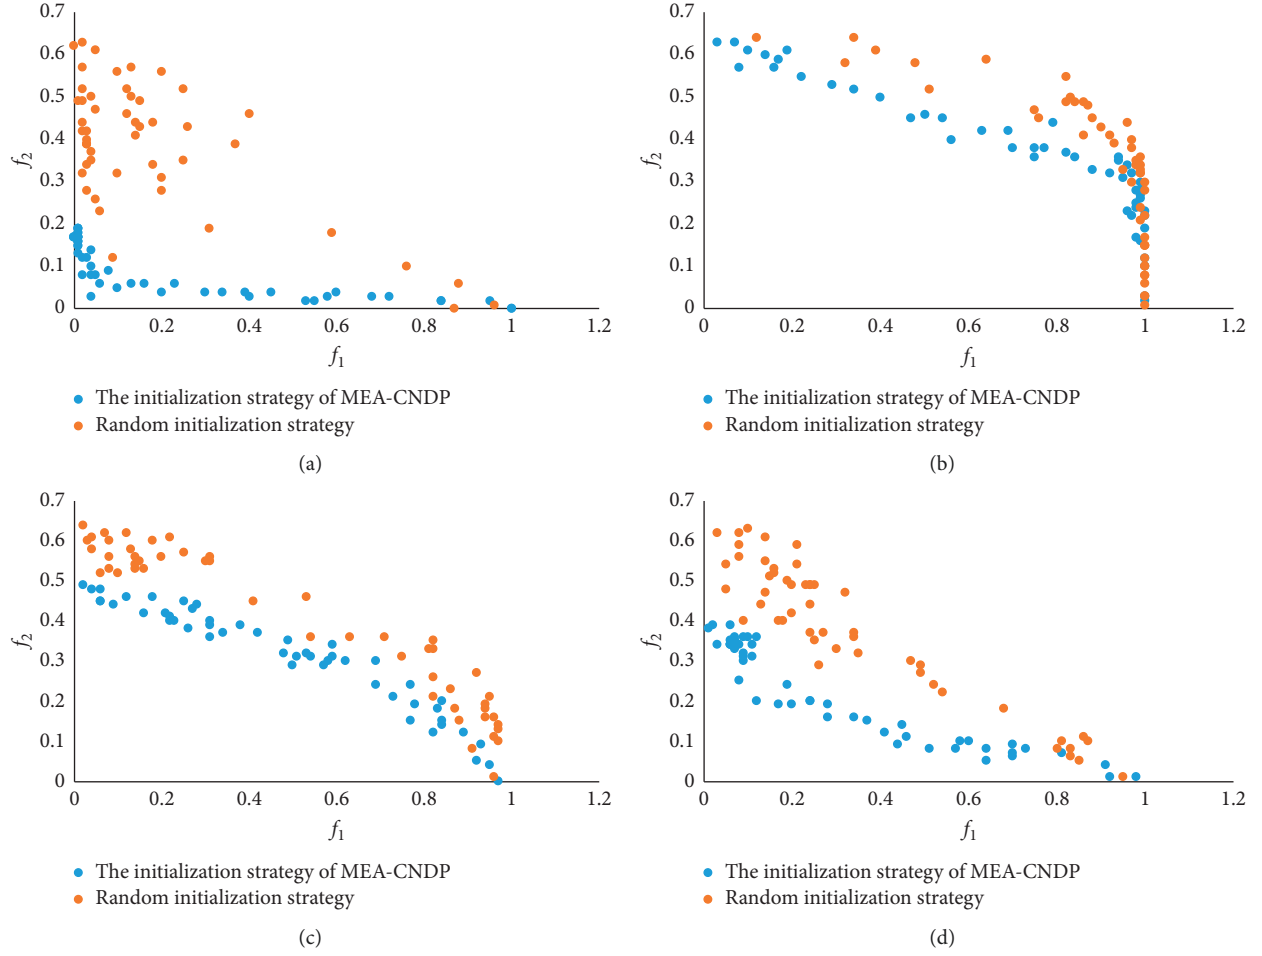 0.7
0.6
0.5
0.4
0.3
0.2
0.1
0
f2
0 0.2 0.4 0.6 0.8 1 1.2
f1
The initialization strategy of MEA-CNDP
Random initialization strategy
(a)
0.7
0.6
0.5
0.4
0.3
0.2
0.1
0
f2
0 0.2 0.4 0.6 0.8 1 1.2
f1
The initialization strategy of MEA-CNDP
Random initialization strategy
(b)
0.7
0.6
0.5
0.4
0.3
0.2
0.1
0
f2
0 0.2 0.4 0.6 0.8 1 1.2
f1
The initialization strategy of MEA-CNDP
Random initialization strategy
(c)
0.7
0.6
0.5
0.4
0.3
0.2
0.1
0
f2
0 0.2 0.4 0.6 0.8 1 1.2
f1
The initialization strategy of MEA-CNDP
Random initialization strategy
(d)